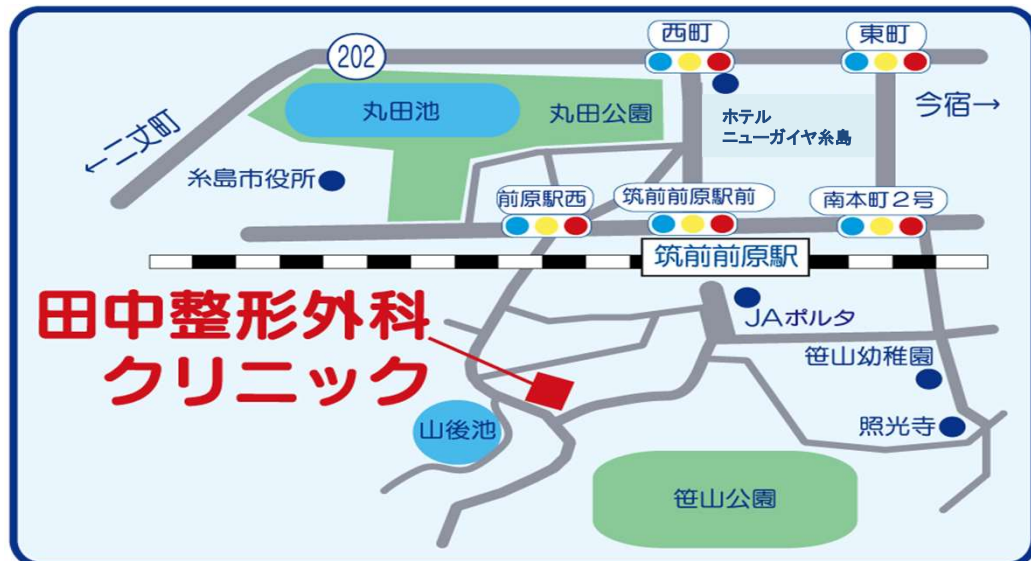 西町
東町
202
今宿→
丸田池
丸田公園
ホテル
ニューガイヤ糸島
←二丈町
糸島市役所
前原駅西
筑前前原駅前
南本町2号
筑前前原駅
田中整形外科
クリニック
JAポルタ
笹山幼稚園
山後池
照光寺
笹山公園